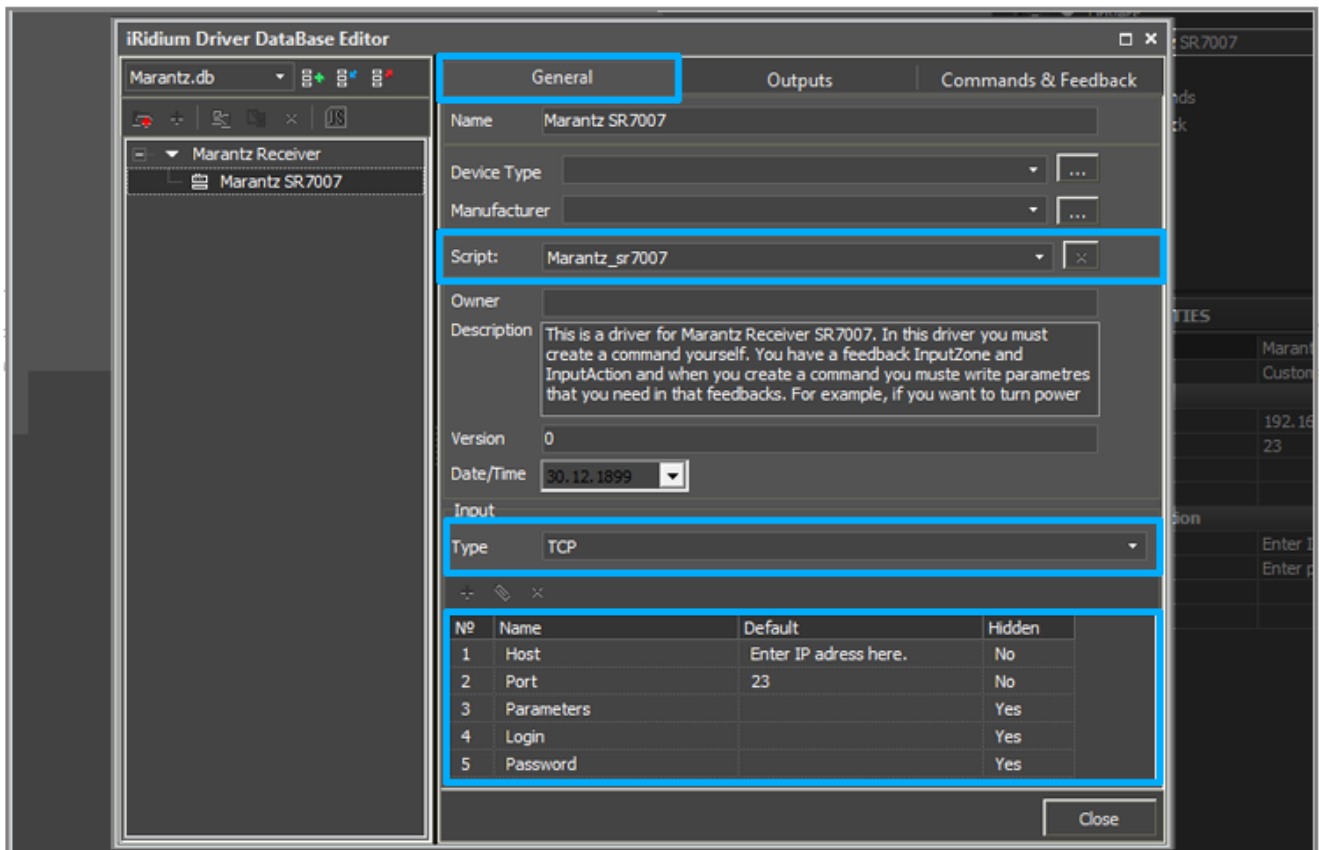 iRidium Driver DataBase Editor
SR7007
Marantz.db
General
Outputs
Commands & Feedback
JS
Name
Marantz SR7007
Marantz Receiver
Marantz SR7007
Device Type
...
Manufacturer
...
Script:
Marantz_sr7007
Owner
Description
This is a driver for Marantz Receiver SR7007. In this driver you must
create a command yourself. You have a feedback InputZone and
InputAction and when you create a command you muste write parametres
that you need in that feedbacks. For example, if you want to turn power
Version
0
Date/Time
30.12.1899
Input
Type
TCP
Nº Name Default Hidden
1 Host Enter IP adress here. No
2 Port 23 No
3 Parameters Yes
4 Login Yes
5 Password Yes
Close
nds
ck
TIES
Marant
Custon
192.16
23
ion
Enter I
Enter p